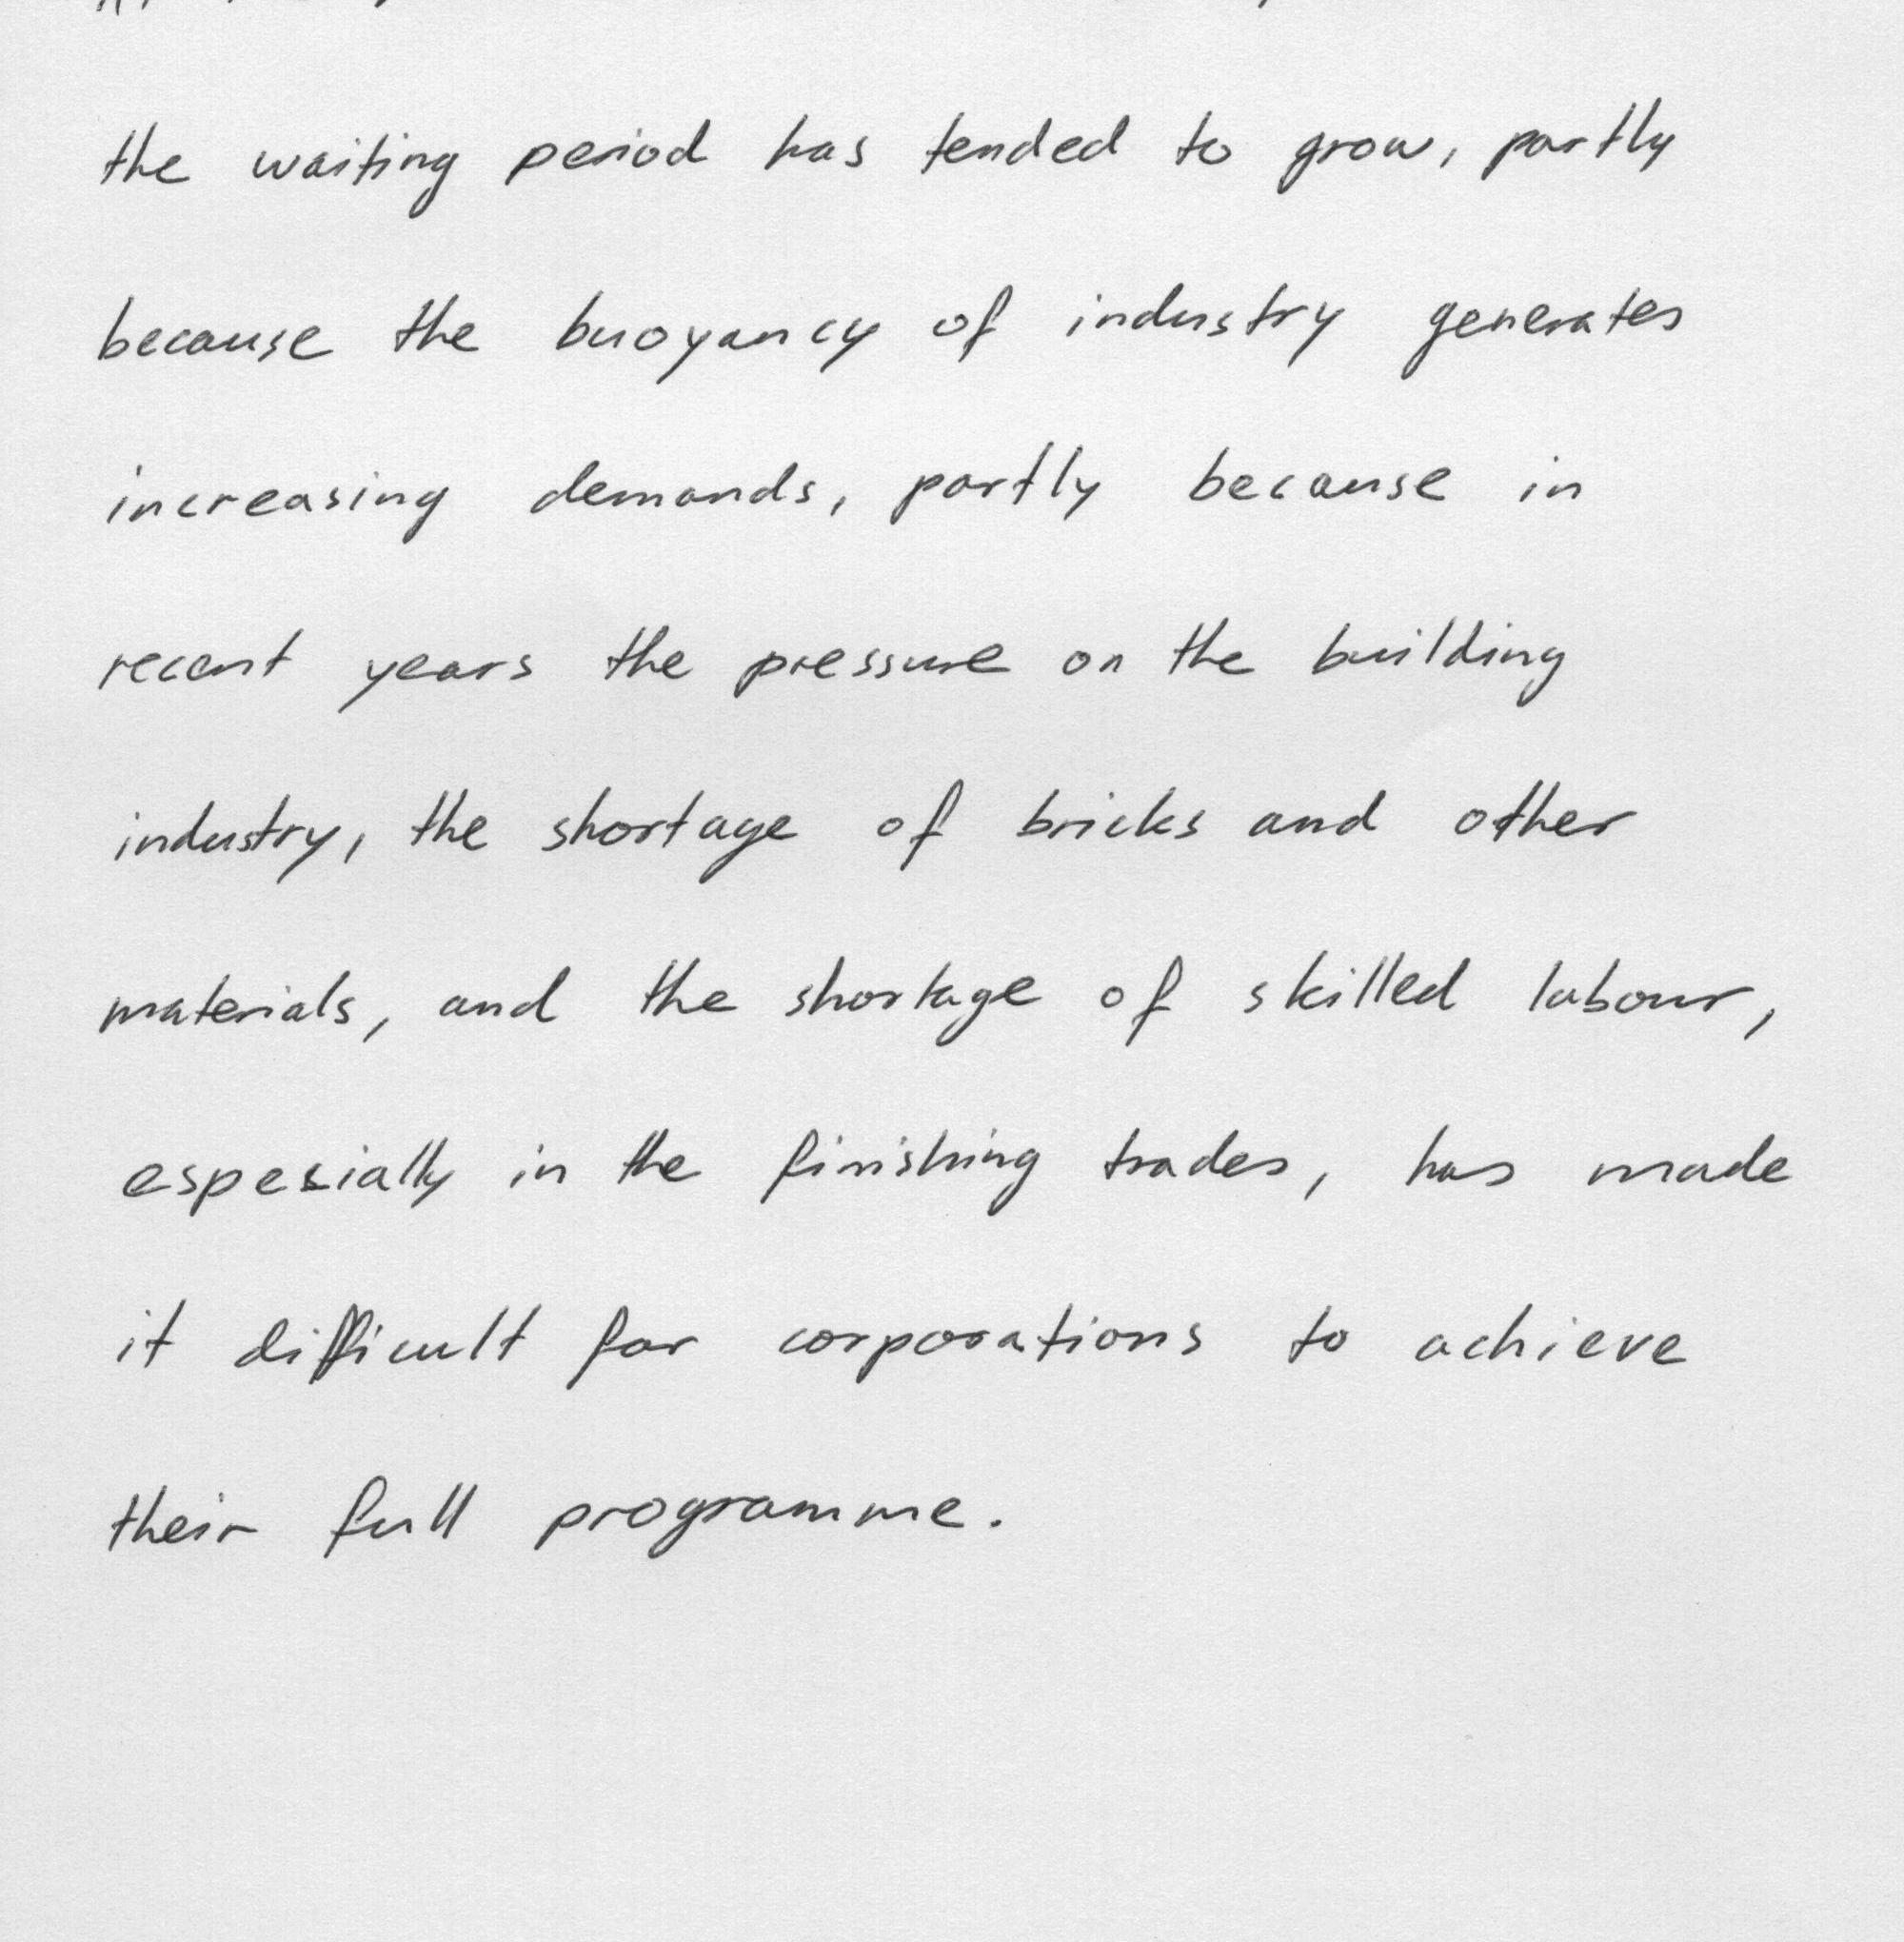 the waiting period has tended to grow, partly
because the buoyancy of industry generates
increasing demands, partly because in
recent years the pressure on the building
industry, the shortage of bricks and other
materials, and the shortage of skilled labour,
especially in the finishing trades, has made
it difficult for corporations to achieve
their full programme.